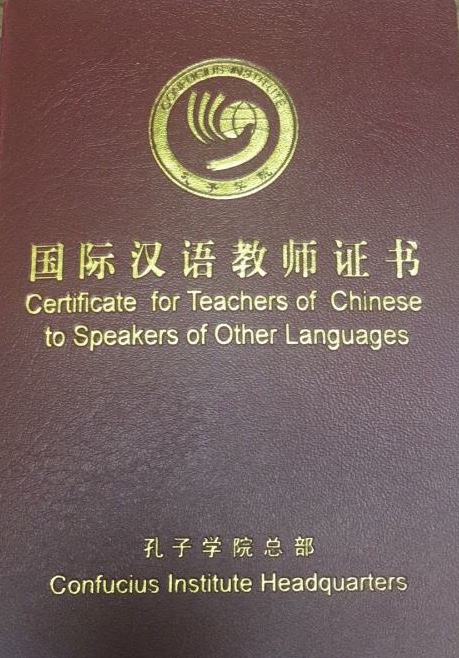 CONFUCIUS INSTITUTE
孔子学院
国际汉语教师证书
Certificate for Teachers of Chinese
to Speakers of Other Languages
孔子学院总部
Confucius Institute Headquarters